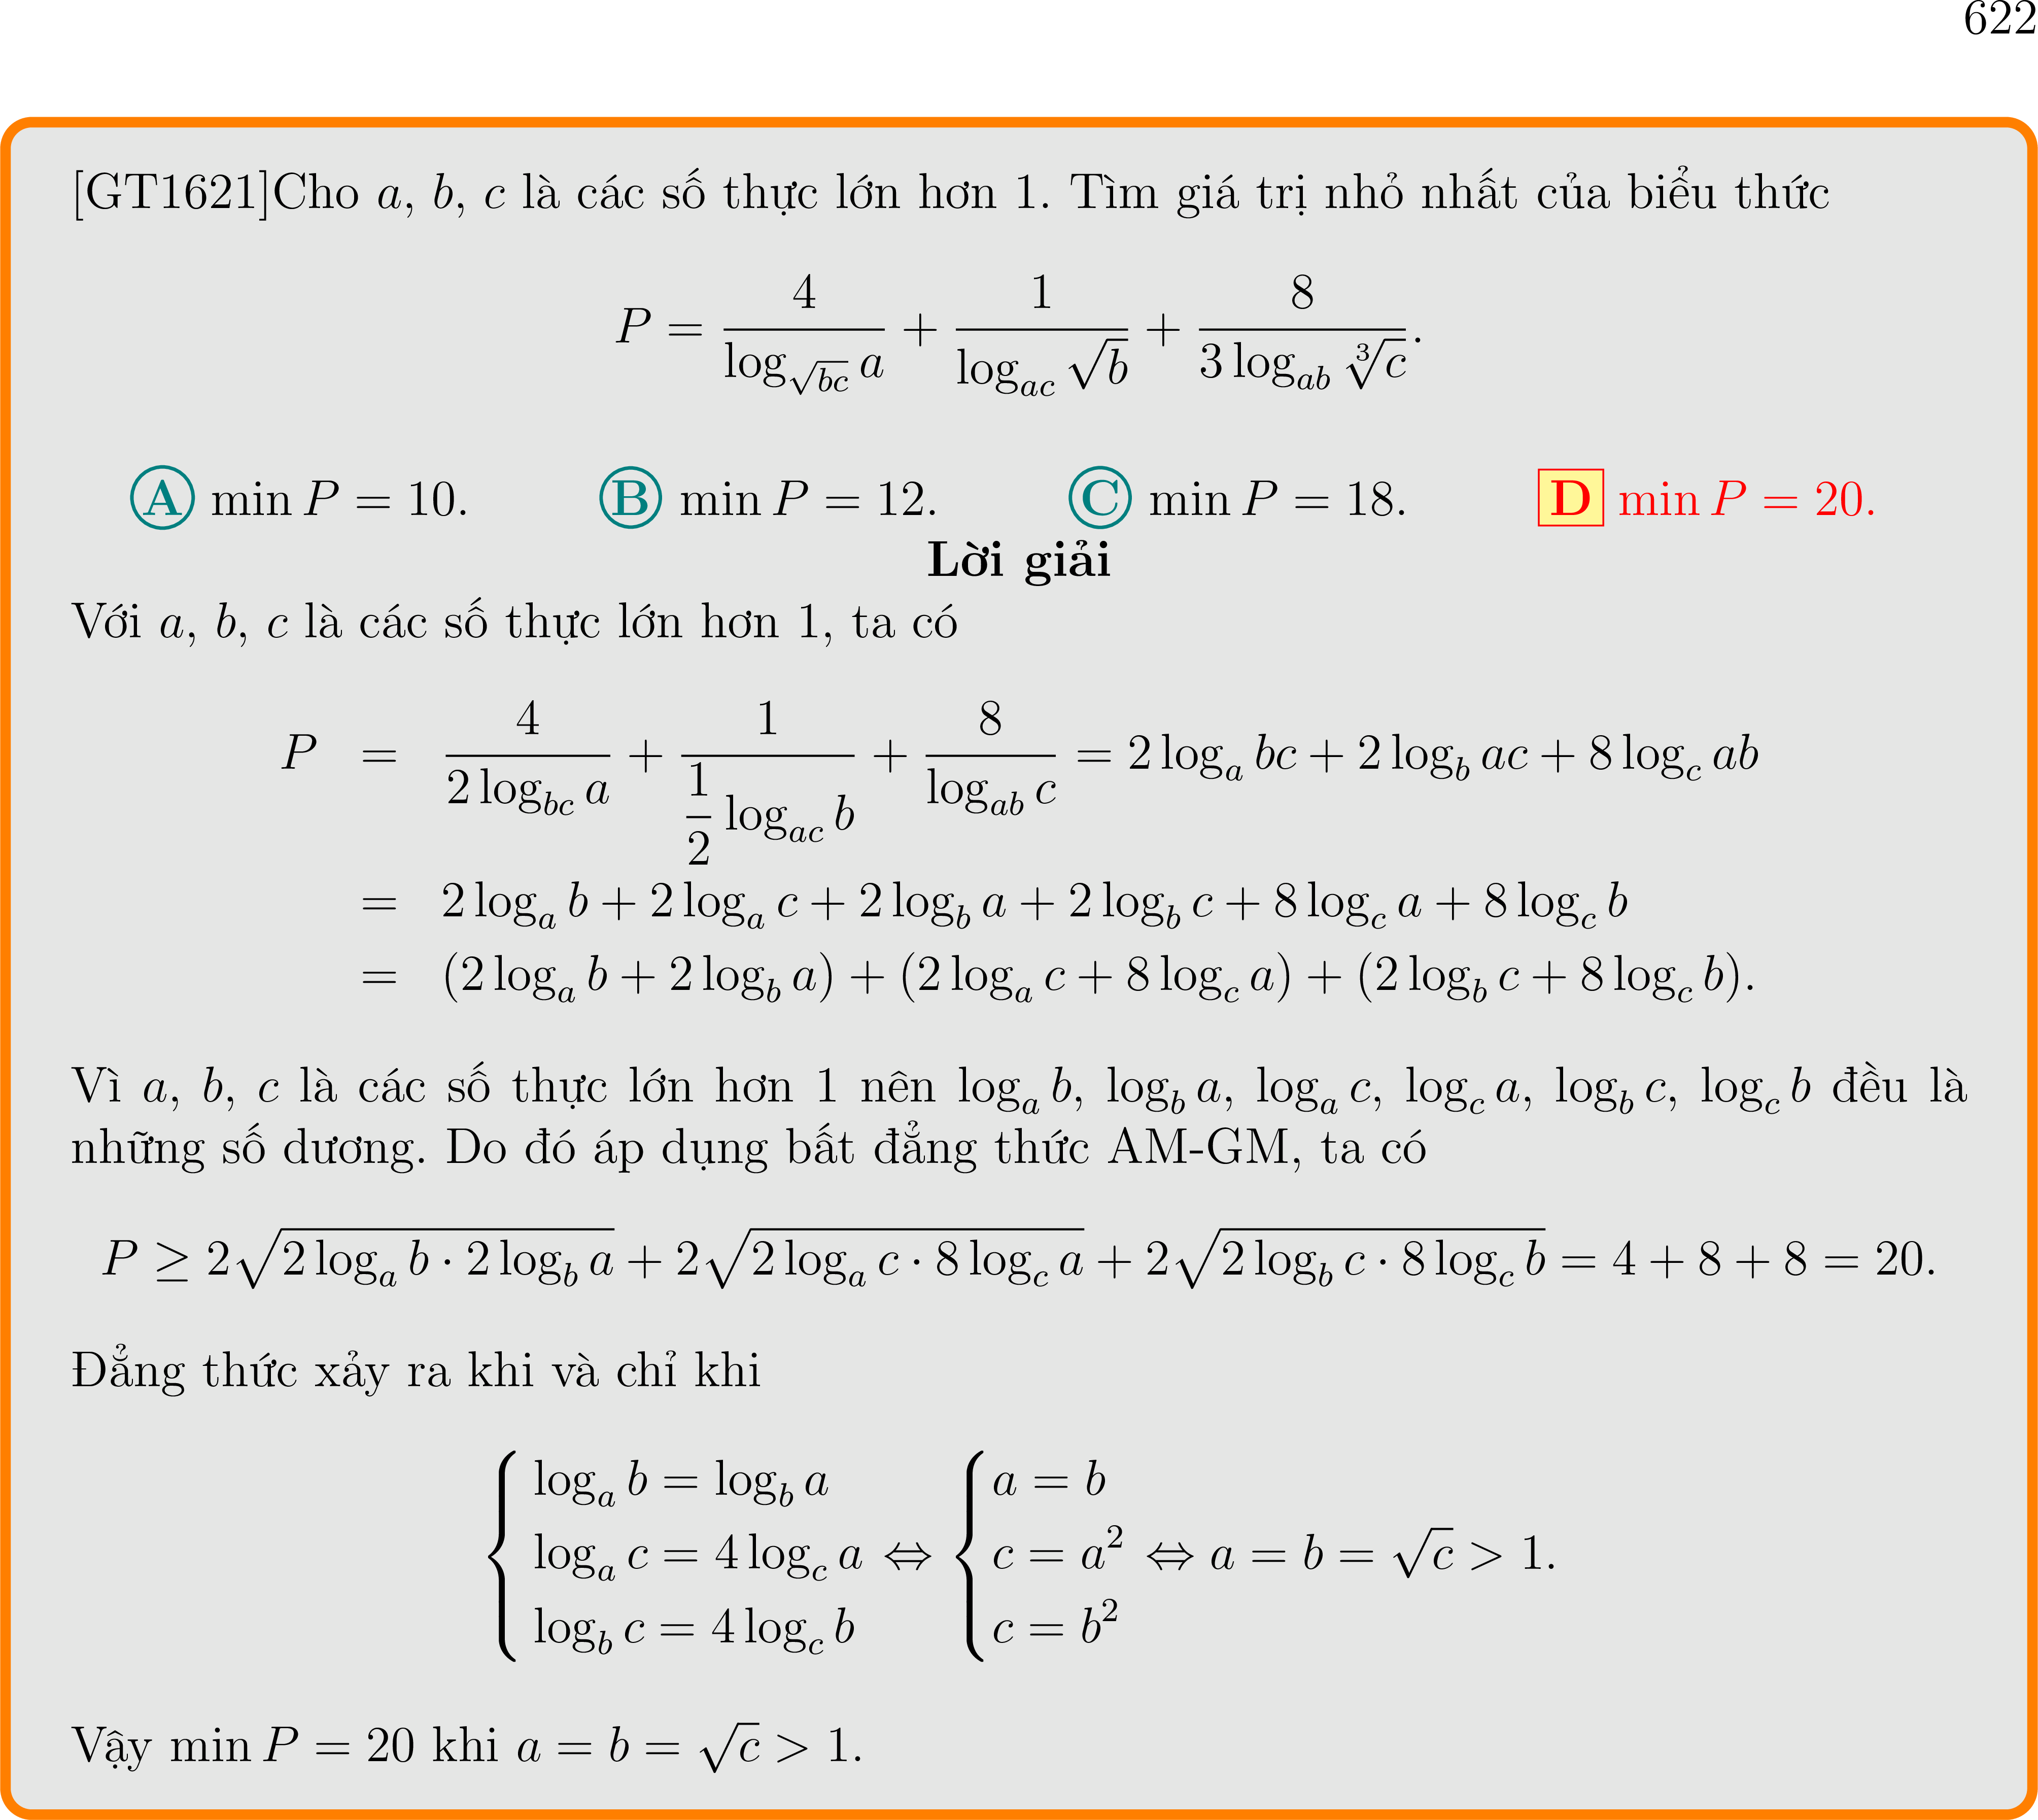 622
[GT1621]Cho a, b, c là các số thực lớn hơn 1. Tìm giá trị nhỏ nhất của biểu thức
$P = \dfrac{4}{\log_{\sqrt{bc}} a} + \dfrac{1}{\log_{ac} \sqrt{b}} + \dfrac{8}{3\log_{ab} \sqrt[3]{c}}.$
A min P = 10. B min P = 12. C min P = 18. D min P = 20.
Lời giải
Với a, b, c là các số thực lớn hơn 1, ta có
$P = \dfrac{4}{2\log_{bc} a} + \dfrac{1}{\dfrac{1}{2}\log_{ac} b} + \dfrac{8}{\log_{ab} c} = 2\log_a bc + 2\log_b ac + 8\log_c ab$
$= 2\log_a b + 2\log_a c + 2\log_b a + 2\log_b c + 8\log_c a + 8\log_c b$
$= (2\log_a b + 2\log_b a) + (2\log_a c + 8\log_c a) + (2\log_b c + 8\log_c b).$
Vì a, b, c là các số thực lớn hơn 1 nên $\log_a b$, $\log_b a$, $\log_a c$, $\log_c a$, $\log_b c$, $\log_c b$ đều là
những số dương. Do đó áp dụng bất đẳng thức AM-GM, ta có
$P \geq 2\sqrt{2\log_a b \cdot 2\log_b a} + 2\sqrt{2\log_a c \cdot 8\log_c a} + 2\sqrt{2\log_b c \cdot 8\log_c b} = 4 + 8 + 8 = 20.$
Đẳng thức xảy ra khi và chỉ khi
$\begin{cases} \log_a b = \log_b a \\ \log_a c = 4\log_c a \\ \log_b c = 4\log_c b \end{cases} \Leftrightarrow \begin{cases} a = b \\ c = a^2 \\ c = b^2 \end{cases} \Leftrightarrow a = b = \sqrt{c} > 1.$
Vậy min P = 20 khi $a = b = \sqrt{c} > 1.$